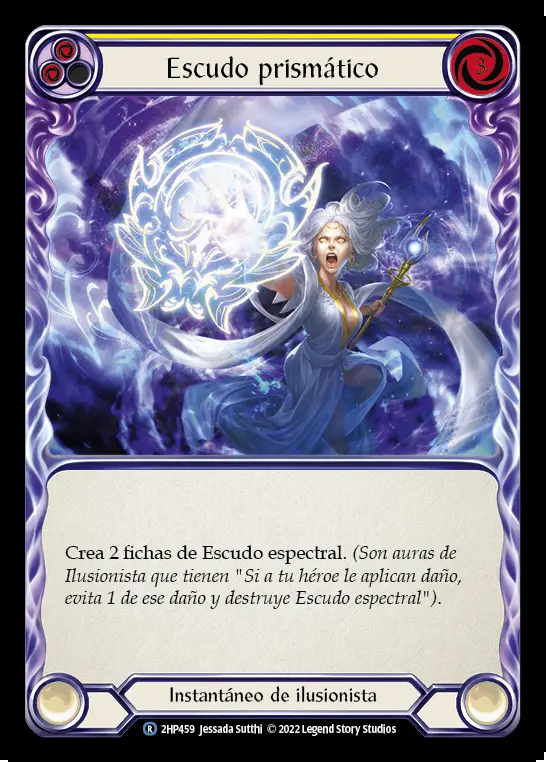 Escudo prismático
3
Crea 2 fichas de Escudo espectral. (Son auras de
Ilusionista que tienen "Si a tu héroe le aplican daño,
evita 1 de ese daño y destruye Escudo espectral").
Instantáneo de ilusionista
R 2HP459 Jessada Sutthi © 2022 Legend Story Studios